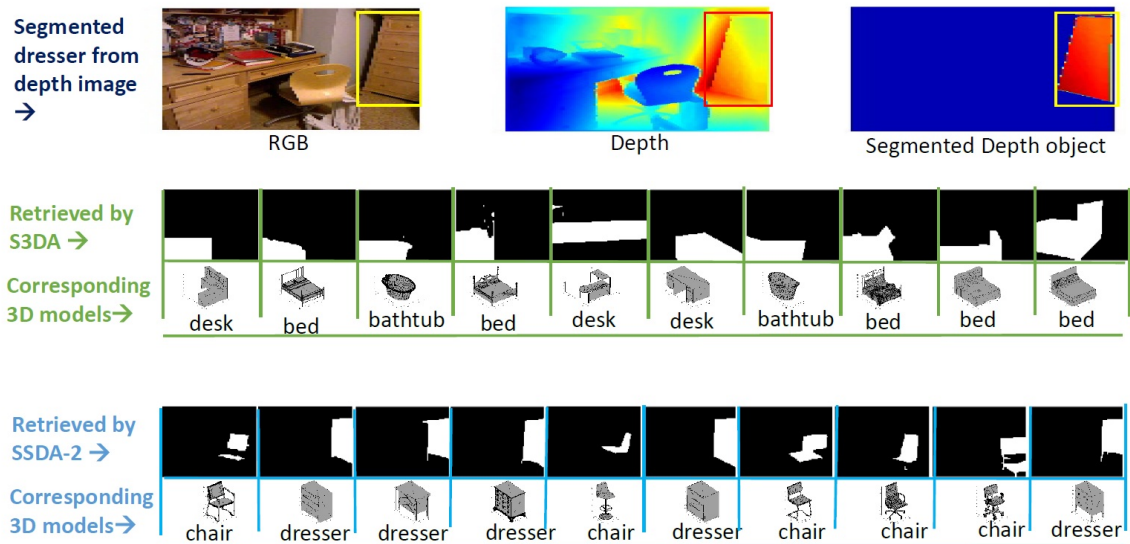 Segmented
dresser from
depth image
→
RGB
Depth
Segmented Depth object
Retrieved by
S3DA →
Corresponding
3D models→
desk
bed
bathtub
bed
desk
desk
bathtub
bed
bed
bed
Retrieved by
SSDA-2 →
Corresponding
3D models→
chair
dresser
dresser
dresser
chair
dresser
chair
chair
chair
dresser